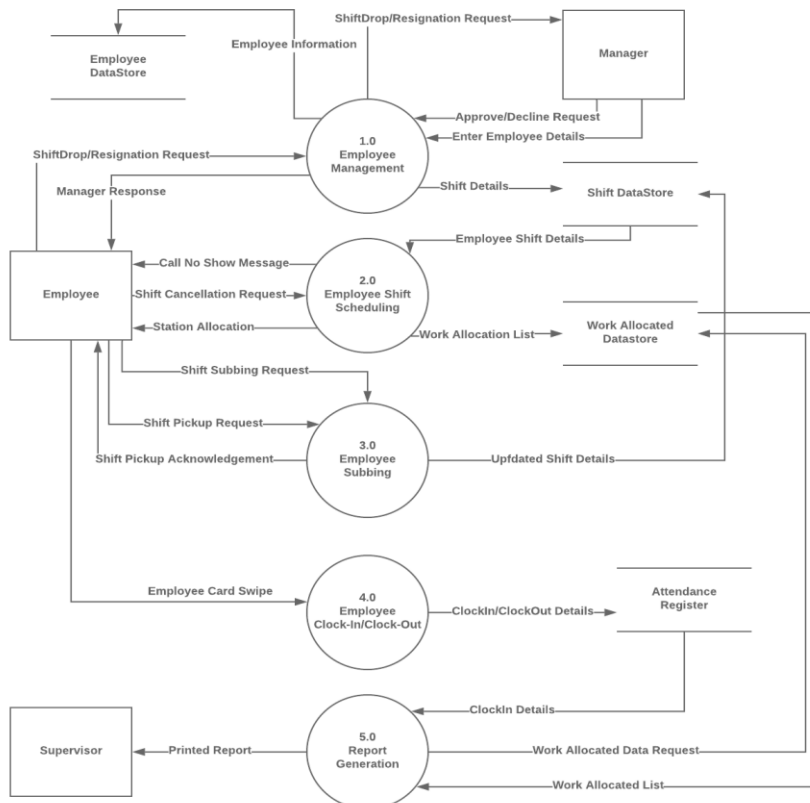 ShiftDrop/Resignation Request
Employee Information
Employee
DataStore
Manager
Approve/Decline Request
Enter Employee Details
1.0
Employee
Management
ShiftDrop/Resignation Request
Manager Response
Shift Details
Shift DataStore
Employee Shift Details
Call No Show Message
2.0
Employee Shift
Scheduling
Employee
Shift Cancellation Request
Station Allocation
Work Allocation List
Work Allocated
Datastore
Shift Subbing Request
Shift Pickup Request
3.0
Employee
Subbing
Shift Pickup Acknowledgement
Upfdated Shift Details
Employee Card Swipe
4.0
Employee
Clock-In/Clock-Out
ClockIn/ClockOut Details
Attendance
Register
ClockIn Details
Supervisor
Printed Report
5.0
Report
Generation
Work Allocated Data Request
Work Allocated List